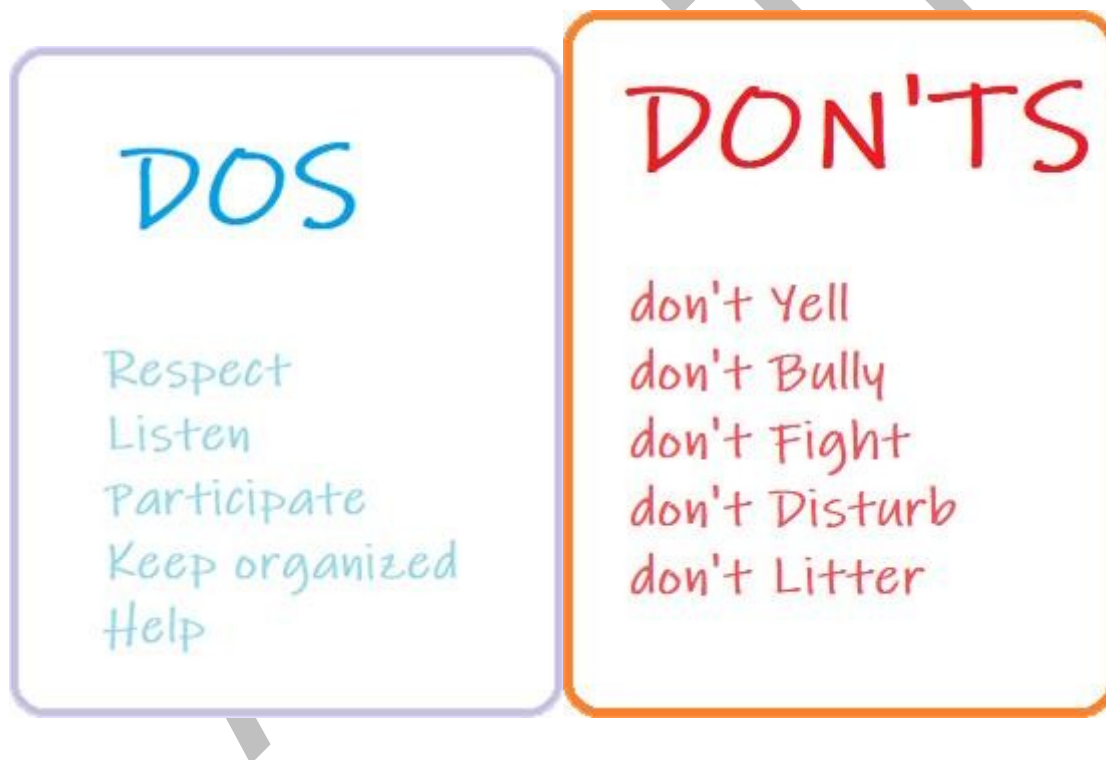 DOS
Respect
Listen
Participate
Keep organized
Help
DON'TS
don't Yell
don't Bully
don't Fight
don't Disturb
don't Litter